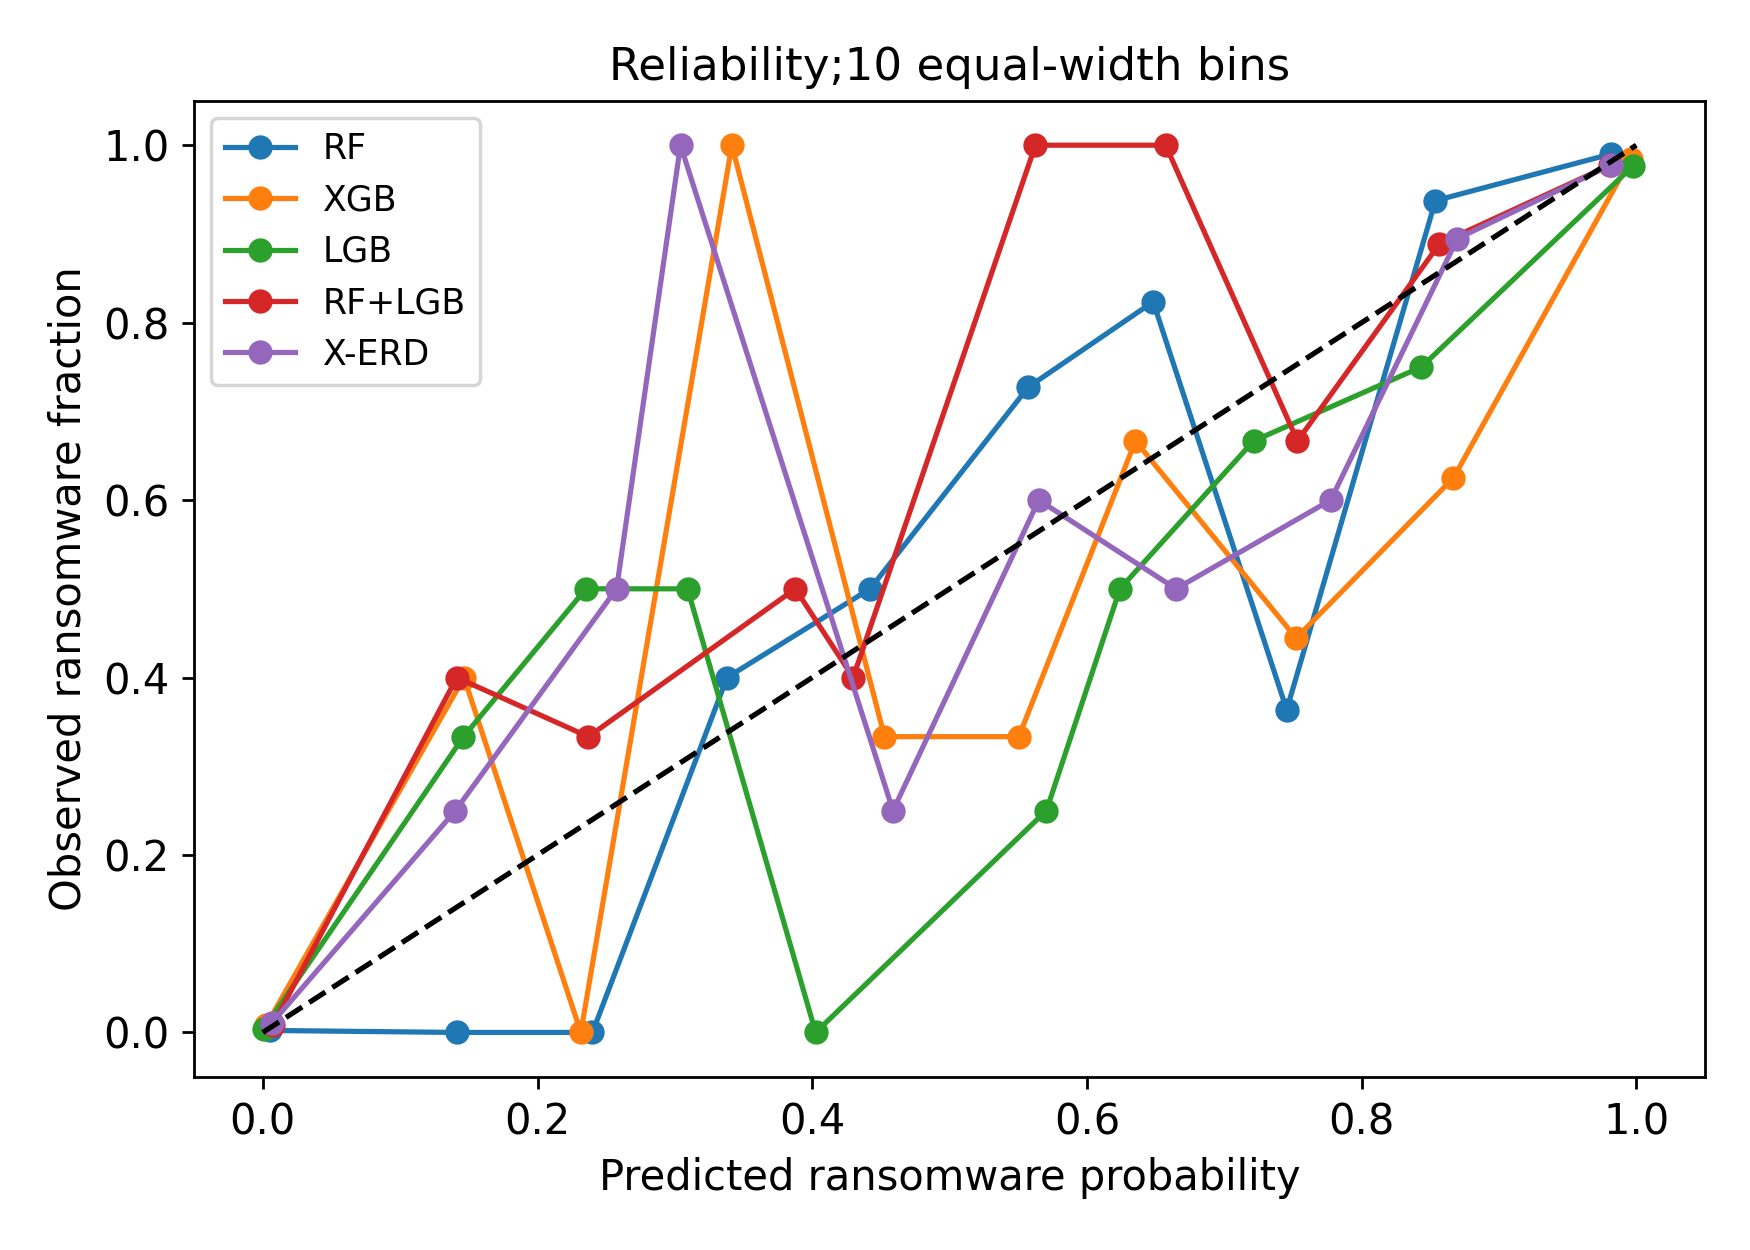 Reliability;10 equal-width bins
RF
XGB
LGB
RF+LGB
X-ERD
Observed ransomware fraction
1.0
0.8
0.6
0.4
0.2
0.0
0.0 0.2 0.4 0.6 0.8 1.0
Predicted ransomware probability